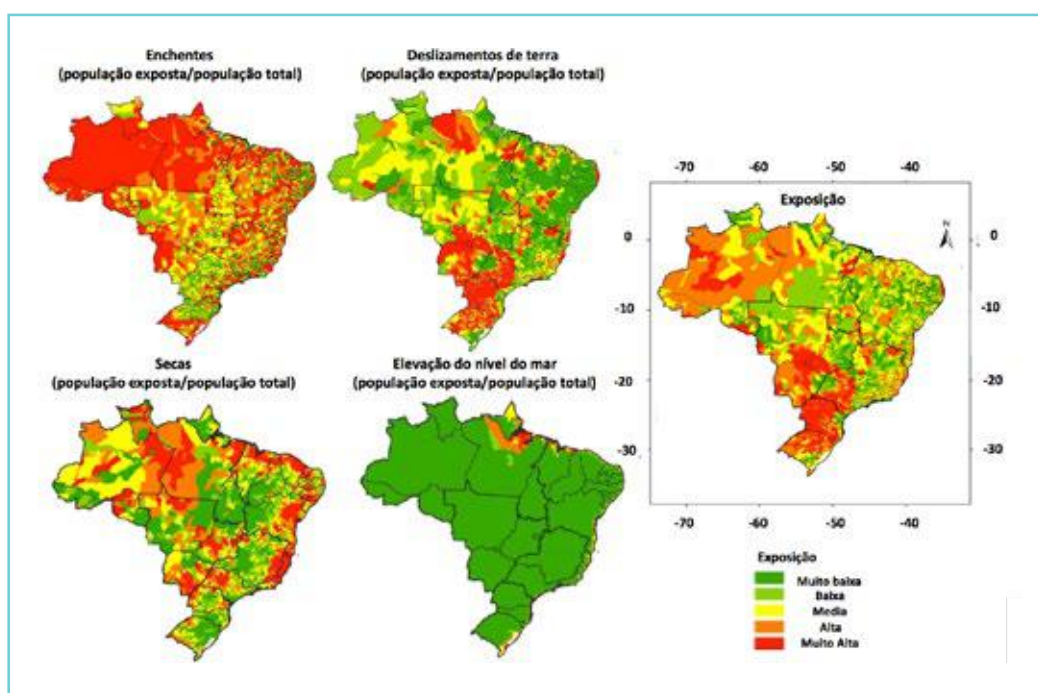 Enchentes
(população exposta/população total)
Deslizamentos de terra
(população exposta/população total)
Secas
(população exposta/população total)
Elevação do nível do mar
(população exposta/população total)
-70 -60 -50 -40
Exposição
N
0 0
-10 -10
-20 -20
-30 -30
-70 -60 -50 -40
Exposição
Muito baixa
Baixa
Media
Alta
Muito Alta